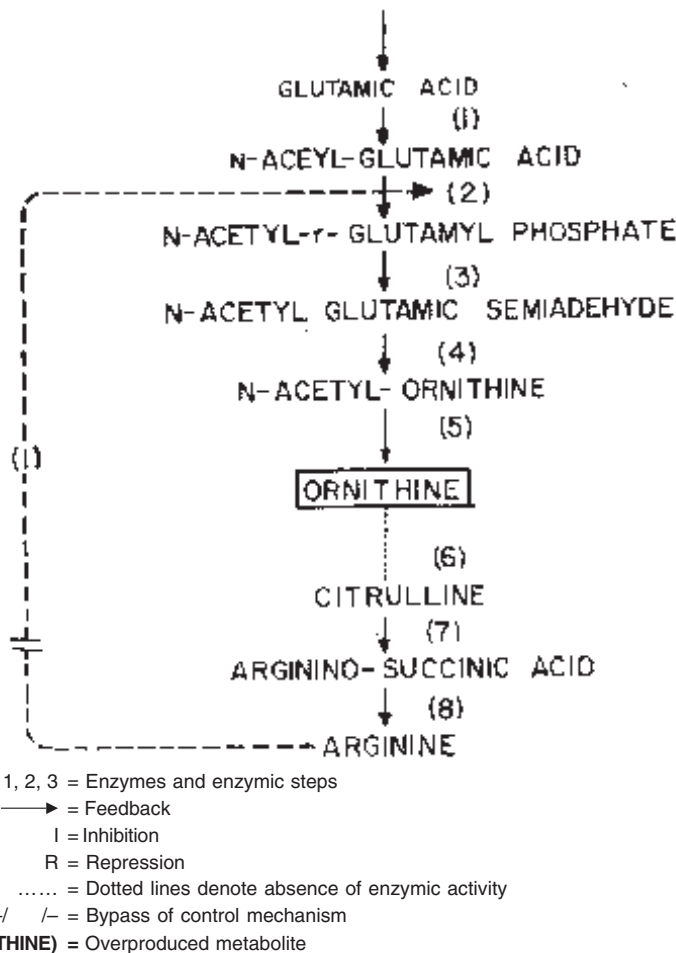 GLUTAMIC ACID
(1)
N-ACEYL-GLUTAMIC ACID
(2)
N-ACETYL-r-GLUTAMYL PHOSPHATE
(3)
N-ACETYL GLUTAMIC SEMIADEHYDE
(4)
N-ACETYL-ORNITHINE
(5)
(I)
ORNITHINE
(6)
CITRULLINE
(7)
ARGININO-SUCCINIC ACID
(8)
ARGININE
1, 2, 3 = Enzymes and enzymic steps
= Feedback
I = Inhibition
R = Repression
...... = Dotted lines denote absence of enzymic activity
/ /– = Bypass of control mechanism
THINE) = Overproduced metabolite